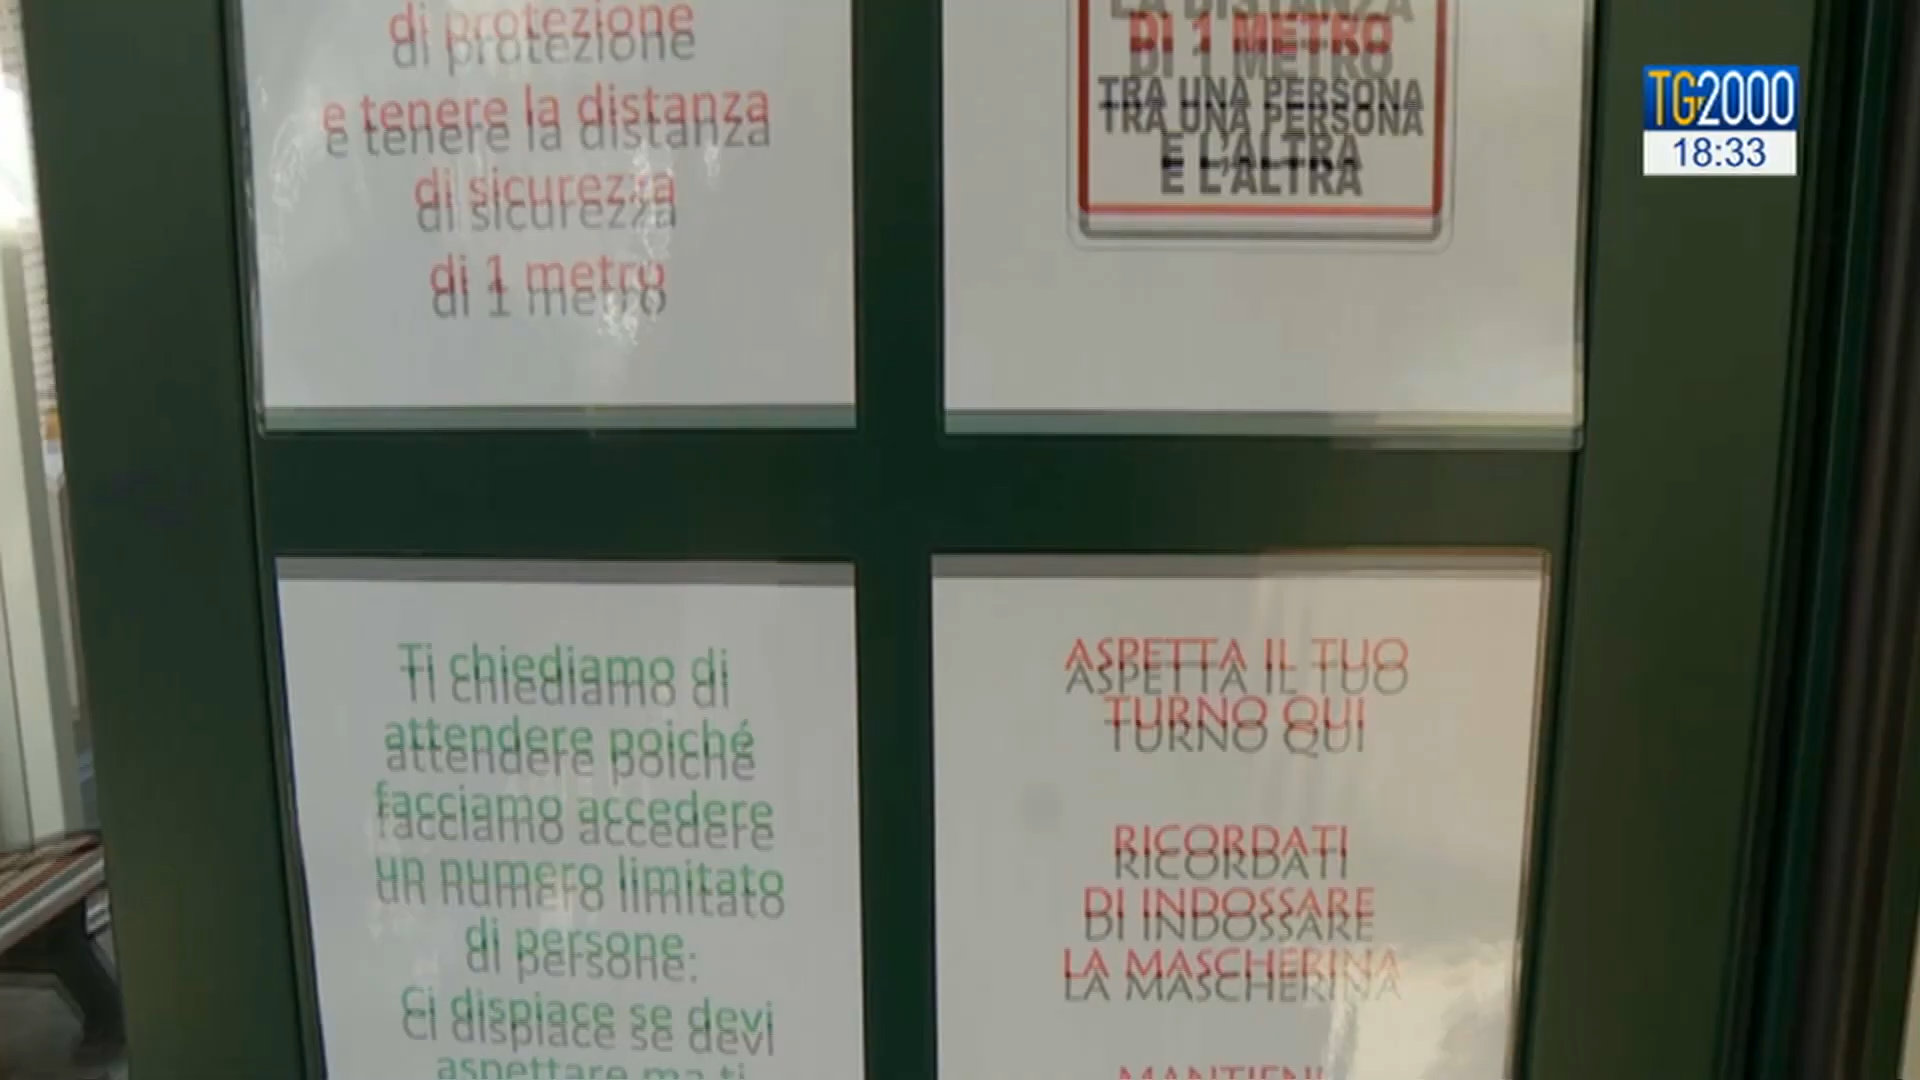 di protezione
e tenere la distanza
di sicurezza
di 1 metro
LA DISTANZA
DI 1 METRO
TRA UNA PERSONA
E L'ALTRA
TG2000
18:33
Ti chiediamo di
attendere poiché
facciamo accedere
un numero limitato
di persone.
Ci dispiace se devi
aspettare ma ti
ASPETTA IL TUO
TURNO QUI
RICORDATI
DI INDOSSARE
LA MASCHERINA
MANTIENI